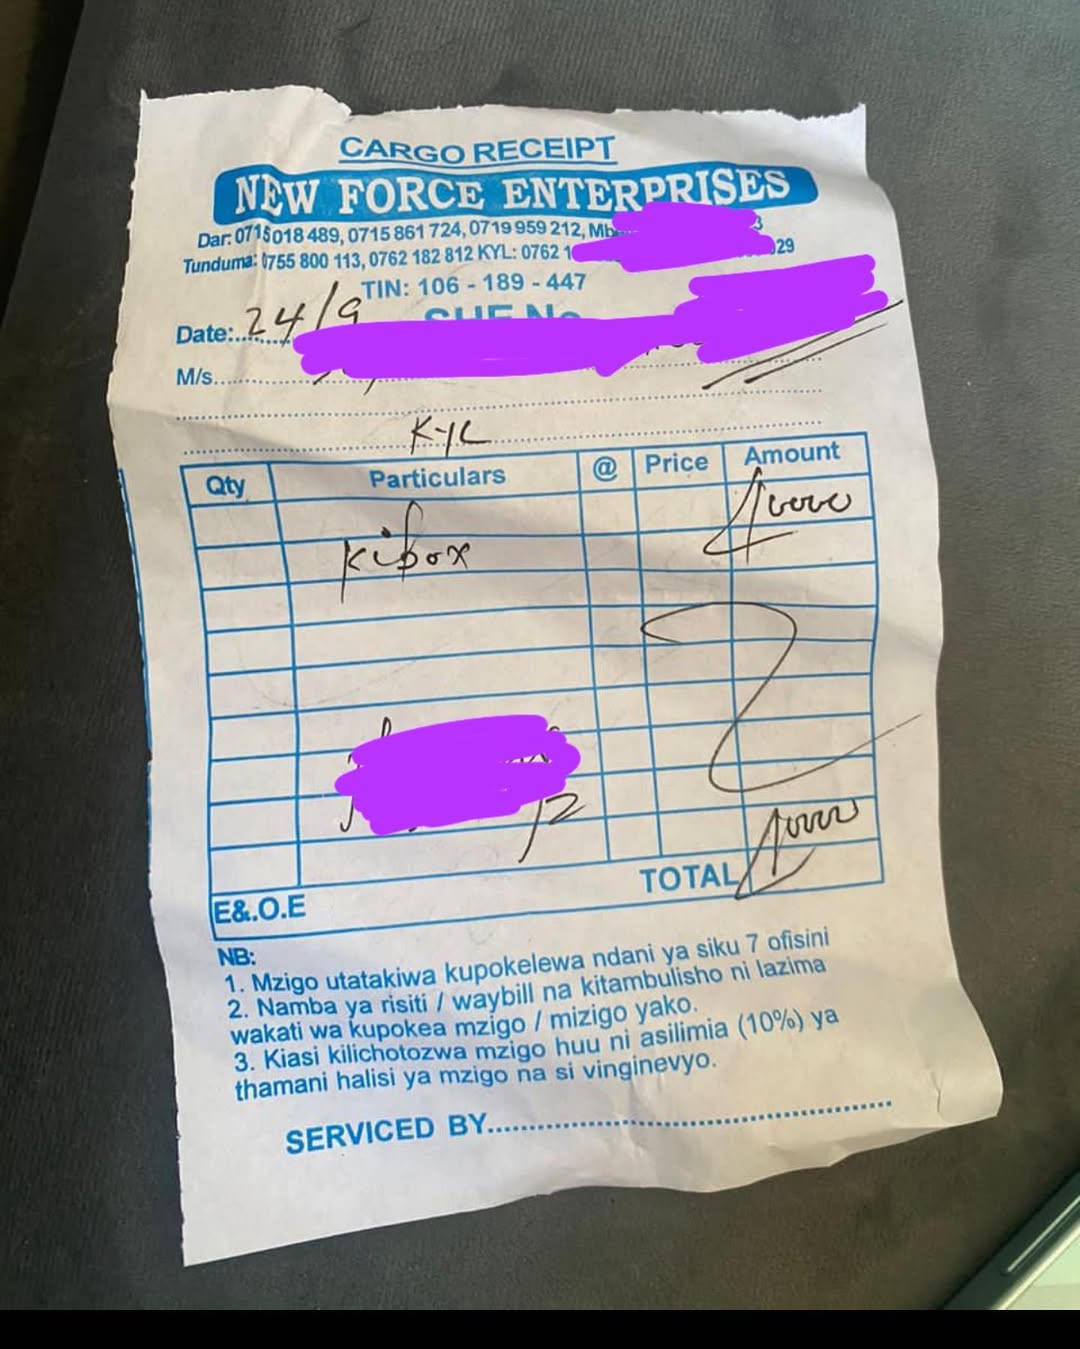 CARGO RECEIPT
NEW FORCE ENTERPRISES
Dar: 0715 018 489, 0715 861 724, 0719 959 212, Mb
Tunduma: 0755 800 113, 0762 182 812 KYL: 0762 1 29
TIN: 106 - 189 - 447
Date: 24/9
M/s
KYL
Qty Particulars @ Price Amount
Kibox
TOTAL
E&.O.E
NB:
1. Mzigo utatakiwa kupokelewa ndani ya siku 7 ofisini
2. Namba ya risiti / waybill na kitambulisho ni lazima
wakati wa kupokea mzigo / mizigo yako.
3. Kiasi kilichotozwa mzigo huu ni asilimia (10%) ya
thamani halisi ya mzigo na si vinginevyo.
SERVICED BY